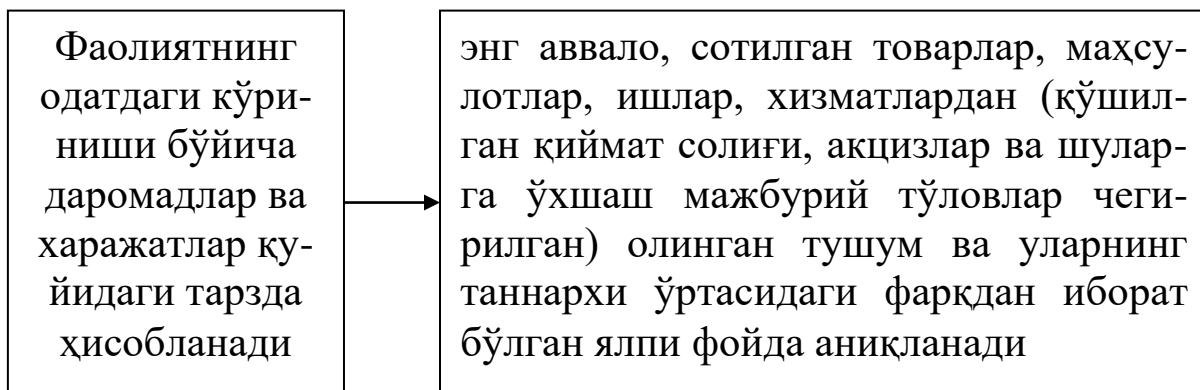 Фаолиятнинг
одатдаги кўри-
ниши бўйича
даромадлар ва
харажатлар қу-
йидаги тарзда
ҳисобланади
энг аввало, сотилган товарлар, маҳсу-
лотлар, ишлар, хизматлардан (қўшил-
ган қиймат солиғи, акцизлар ва шулар-
га ўхшаш мажбурий тўловлар чеги-
рилган) олинган тушум ва уларнинг
таннархи ўртасидаги фарқдан иборат
бўлган ялпи фойда аниқланади